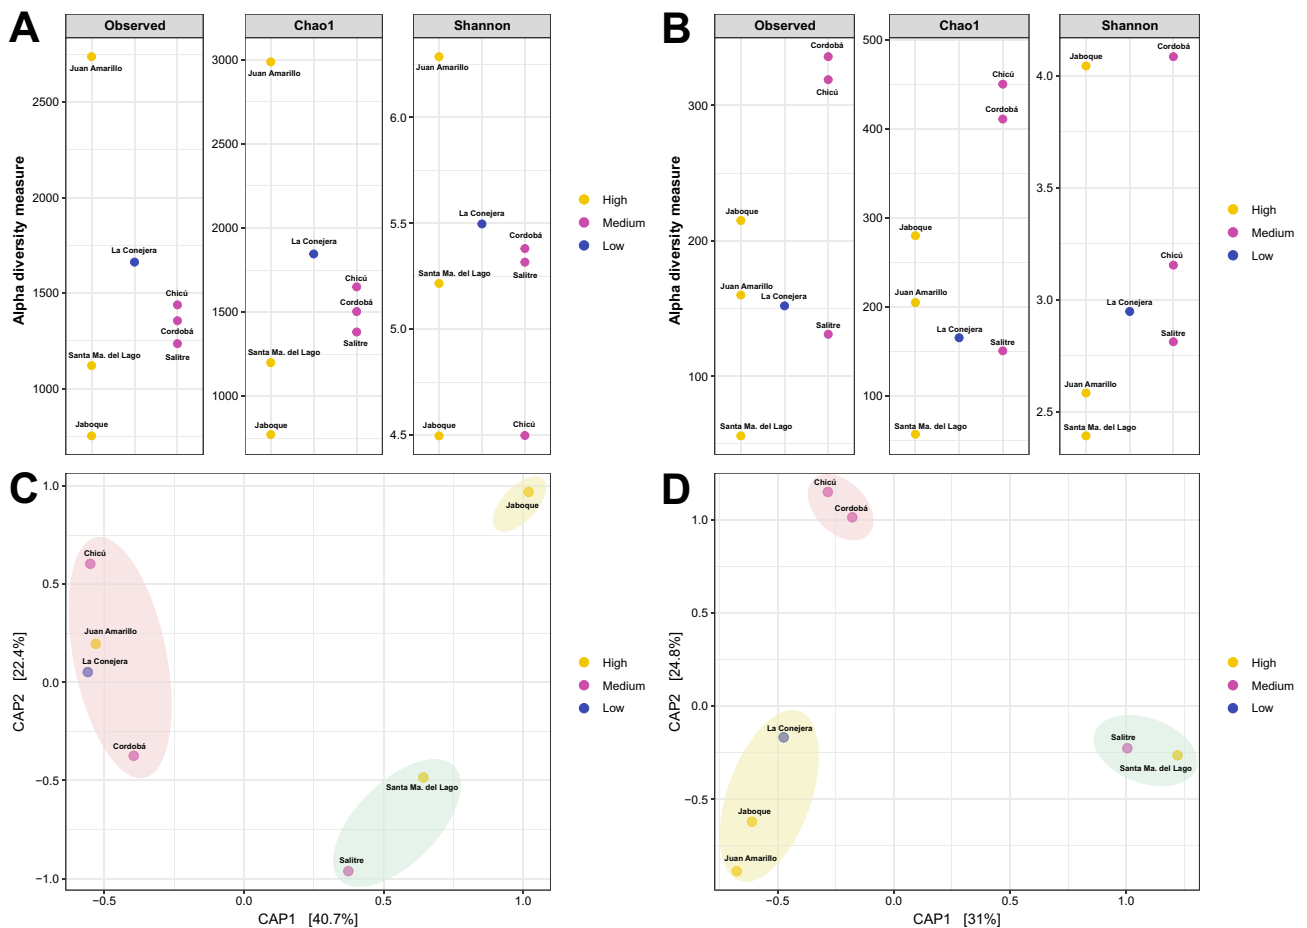 A
Observed
Chao1
Shannon
Alpha diversity measure
2500
2000
1500
1000
Juan Amarillo
La Conejera
Chicú
Cordobá
Salitre
Santa Ma. del Lago
Jaboque
3000
2500
2000
1500
1000
Juan Amarillo
La Conejera
Chicú
Cordobá
Salitre
Santa Ma. del Lago
Jaboque
6.0
5.5
5.0
4.5
Juan Amarillo
La Conejera
Cordobá
Salitre
Santa Ma. del Lago
Jaboque
Chicú
High
Medium
Low
B
Observed
Chao1
Shannon
Alpha diversity measure
300
200
100
Cordobá
Chicú
Jaboque
Juan Amarillo
La Conejera
Salitre
Santa Ma. del Lago
500
400
300
200
100
Chicú
Cordobá
Jaboque
Juan Amarillo
La Conejera
Salitre
Santa Ma. del Lago
4.0
3.5
3.0
2.5
Cordobá
Jaboque
Chicú
La Conejera
Salitre
Juan Amarillo
Santa Ma. del Lago
High
Medium
Low
C
CAP2 [22.4%]
1.0
0.5
0.0
−0.5
−1.0
Jaboque
Chicú
Juan Amarillo
La Conejera
Cordobá
Santa Ma. del Lago
Salitre
−0.5
0.0
0.5
1.0
CAP1 [40.7%]
High
Medium
Low
D
CAP2 [24.8%]
1.0
0.5
0.0
−0.5
Chicú
Cordobá
La Conejera
Salitre
Santa Ma. del Lago
Jaboque
Juan Amarillo
−0.5
0.0
0.5
1.0
CAP1 [31%]
High
Medium
Low